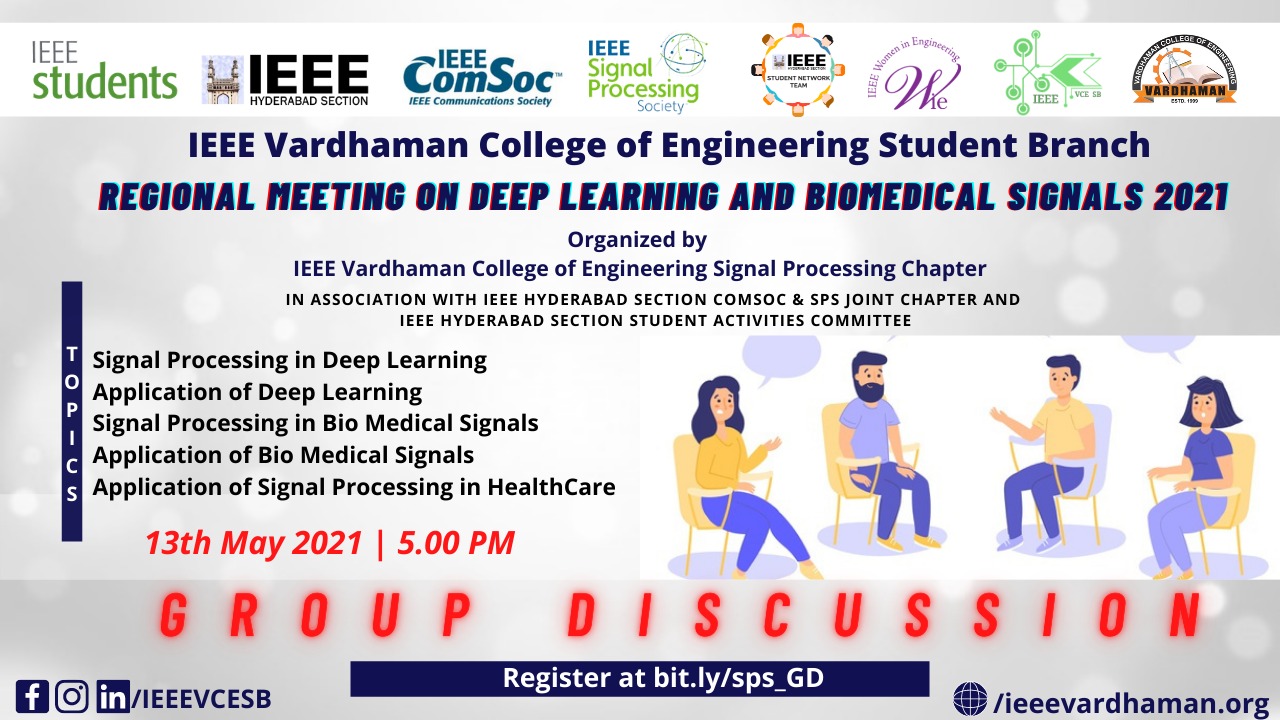 IEEE
students
IEEE
HYDERABAD SECTION
IEEE
ComSoc™
IEEE Communications Society
IEEE
Signal
Processing
Society
IEEE
HYDERABAD SECTION
STUDENT NETWORK
TEAM
IEEE Women in Engineering
WIE
IEEE
VCE SB
VARDHAMAN COLLEGE OF ENGINEERING
VARDHAMAN
ESTD. 1999
IEEE Vardhaman College of Engineering Student Branch
REGIONAL MEETING ON DEEP LEARNING AND BIOMEDICAL SIGNALS 2021
Organized by
IEEE Vardhaman College of Engineering Signal Processing Chapter
IN ASSOCIATION WITH IEEE HYDERABAD SECTION COMSOC & SPS JOINT CHAPTER AND
IEEE HYDERABAD SECTION STUDENT ACTIVITIES COMMITTEE
TOPICS
Signal Processing in Deep Learning
Application of Deep Learning
Signal Processing in Bio Medical Signals
Application of Bio Medical Signals
Application of Signal Processing in HealthCare
13th May 2021 | 5.00 PM
GROUP DISCUSSION
Register at bit.ly/sps_GD
/IEEEVCESB
/ieeevardhaman.org